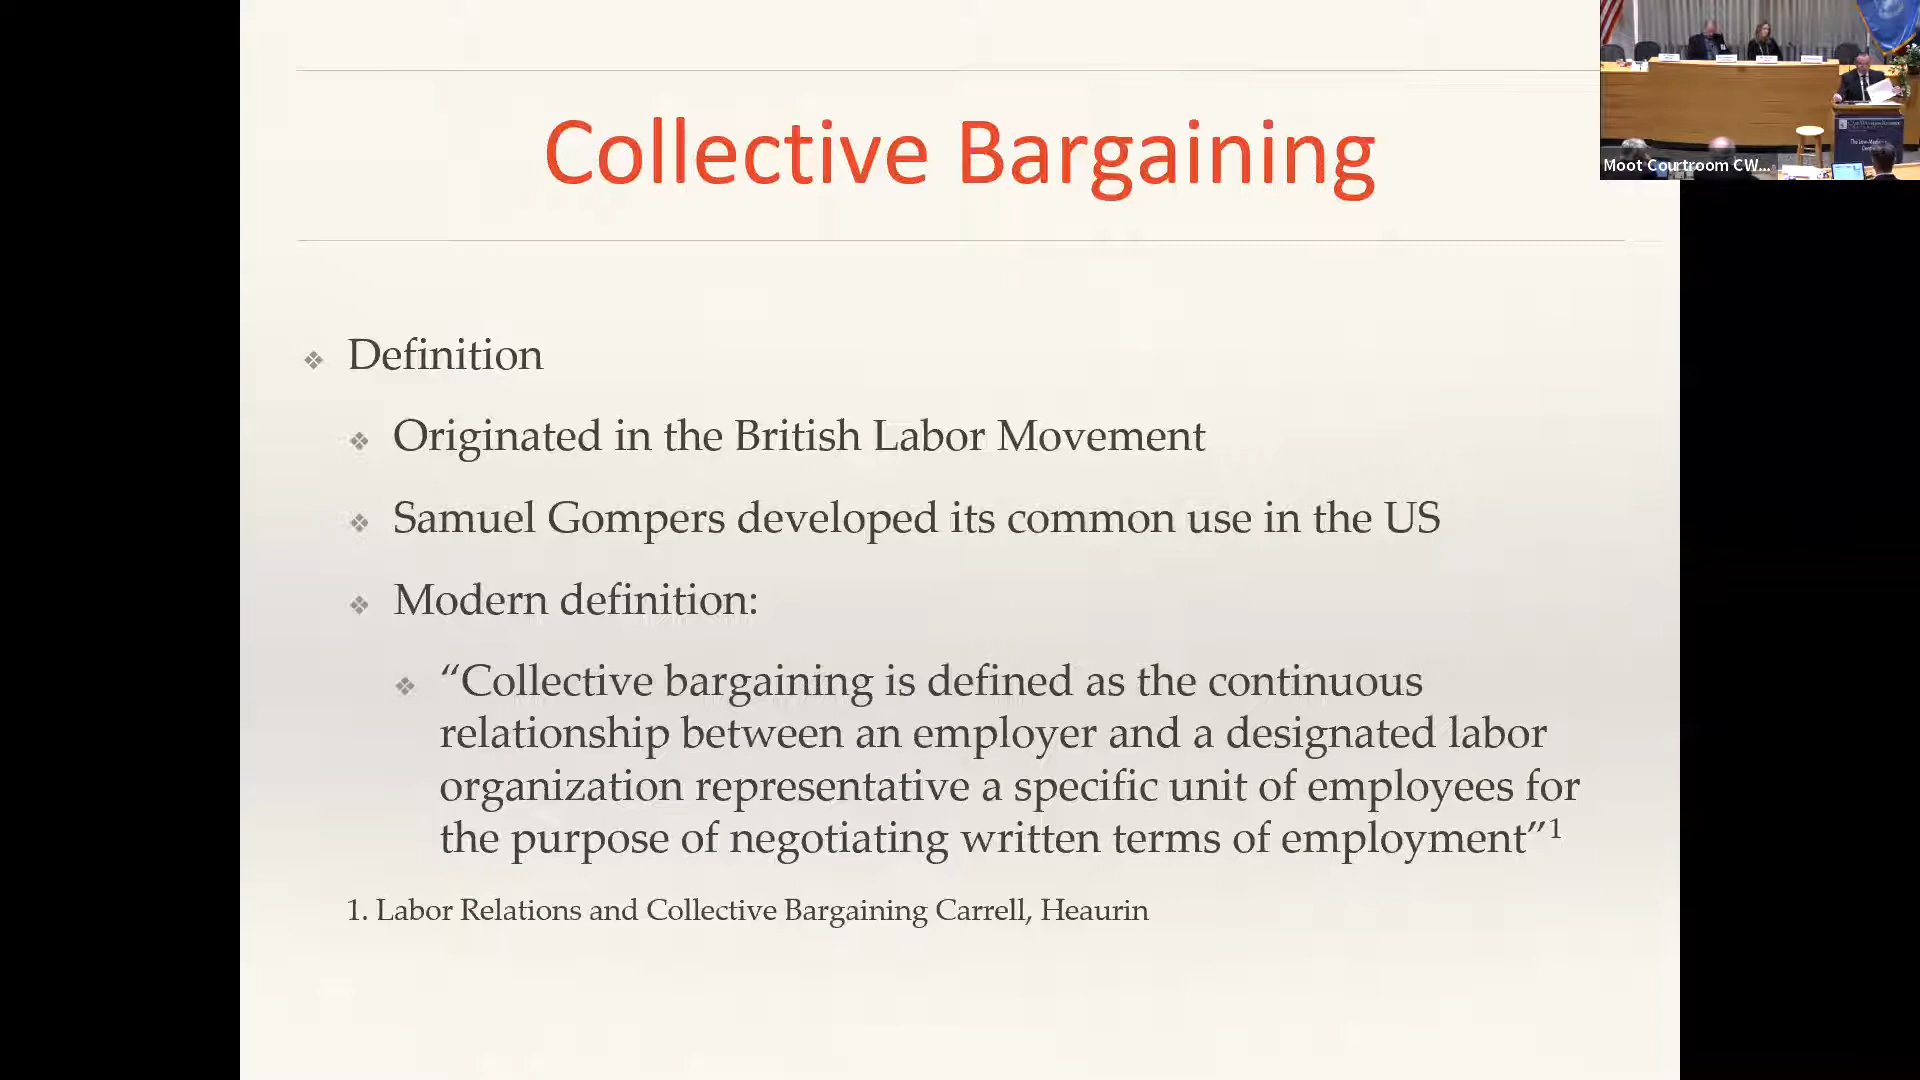 Collective Bargaining
Moot Courtroom CW...
Definition
Originated in the British Labor Movement
Samuel Gompers developed its common use in the US
Modern definition:
“Collective bargaining is defined as the continuous
relationship between an employer and a designated labor
organization representative a specific unit of employees for
the purpose of negotiating written terms of employment”¹
1. Labor Relations and Collective Bargaining Carrell, Heaurin